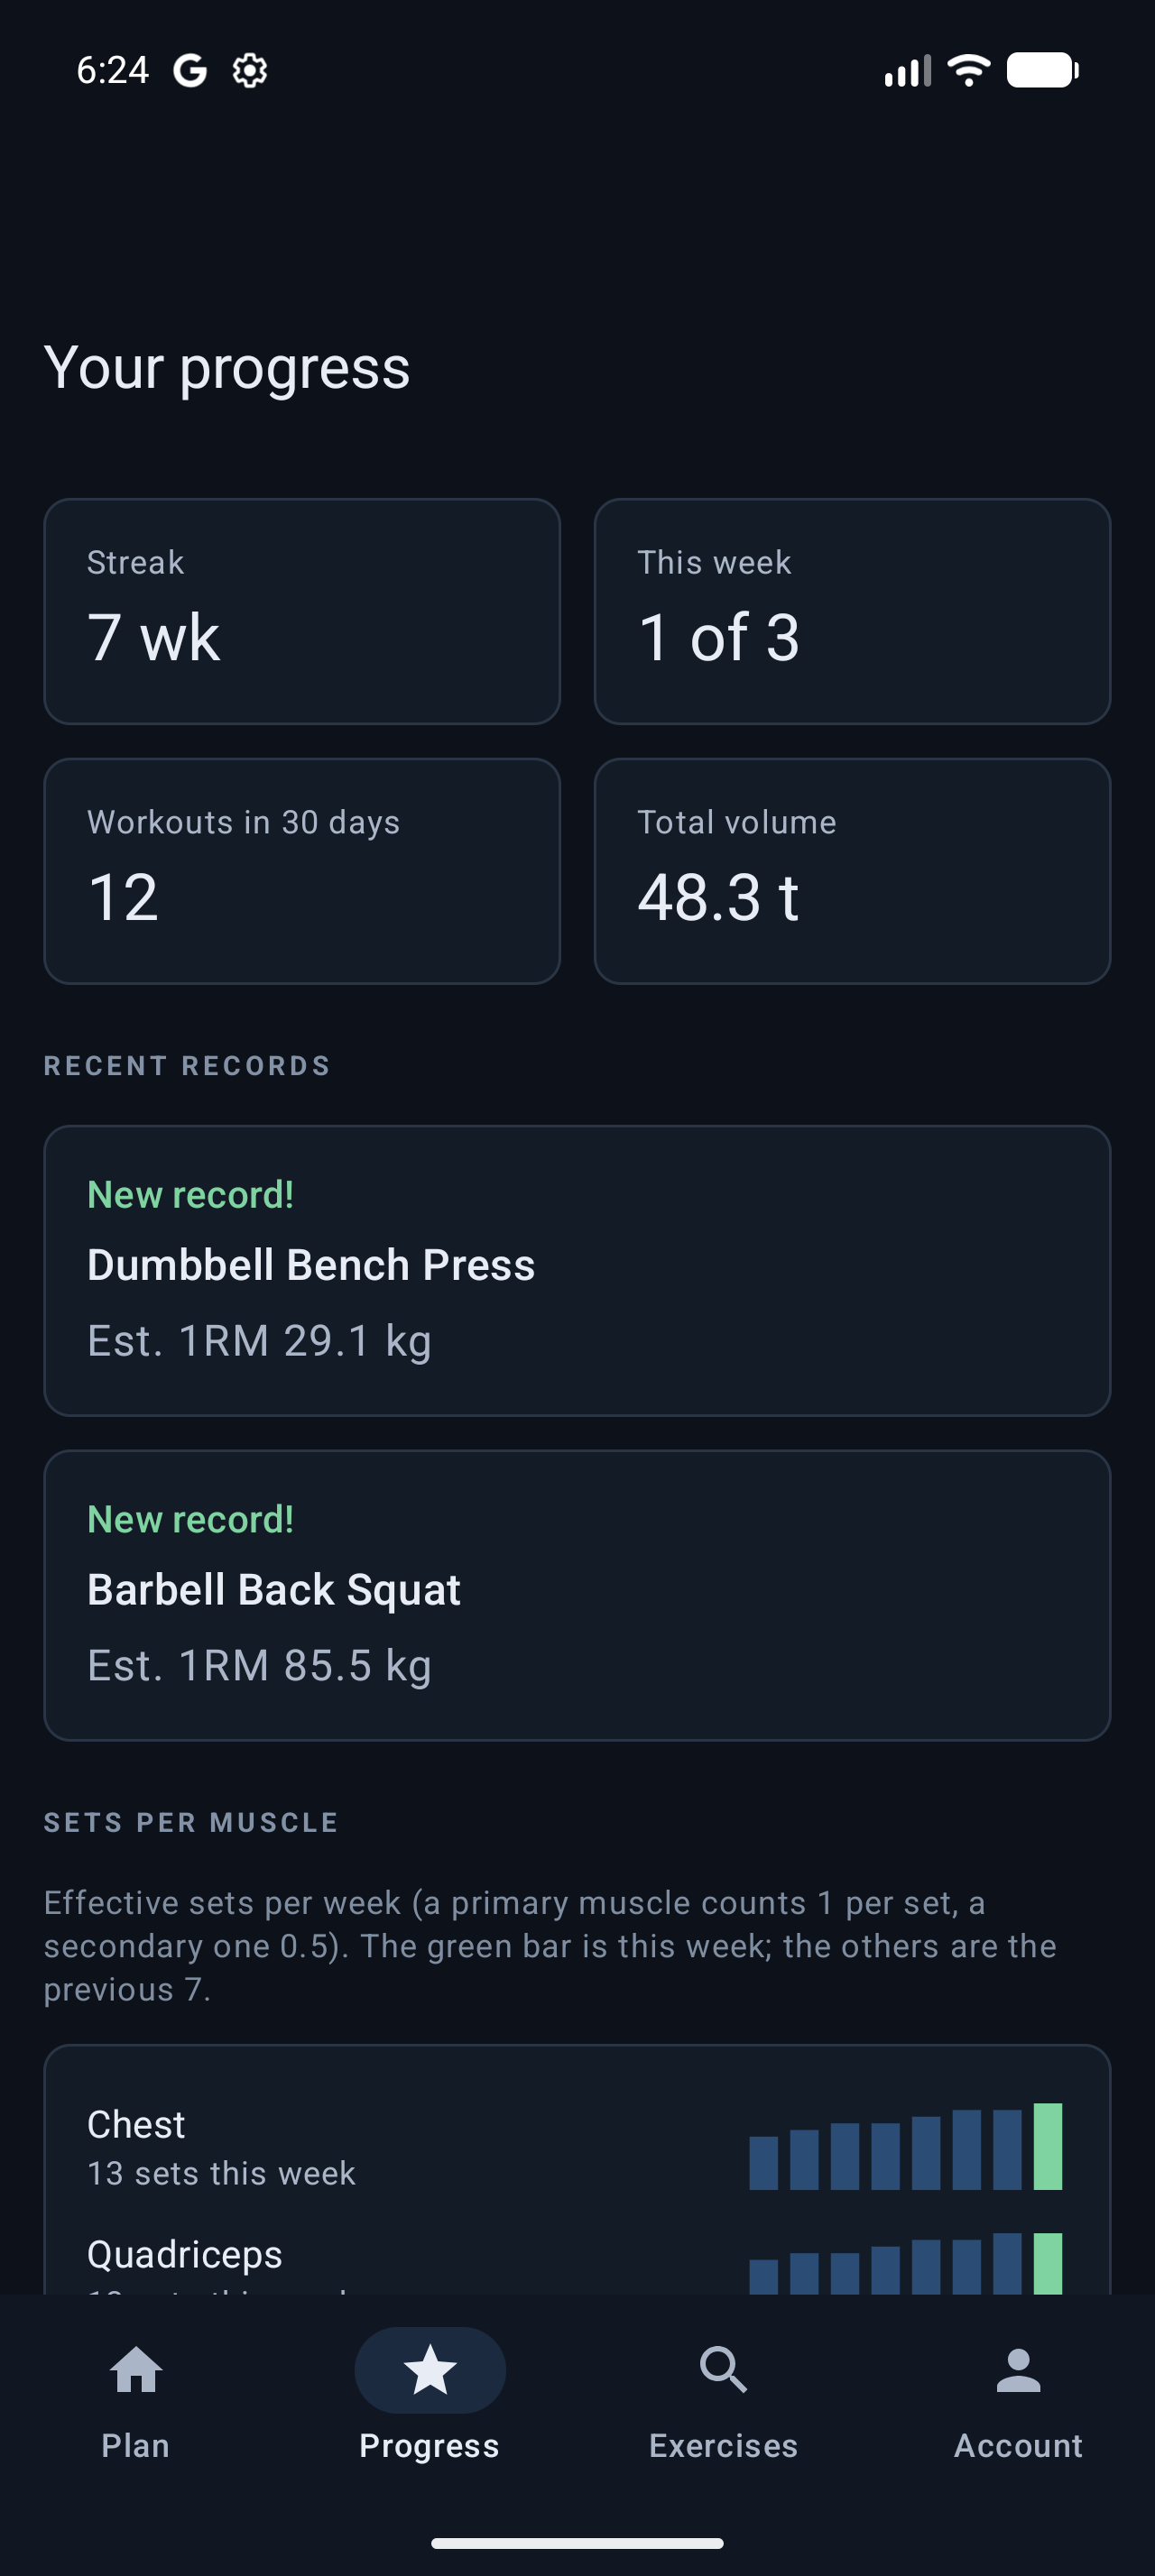 6:24
Your progress
Streak
7 wk
This week
1 of 3
Workouts in 30 days
12
Total volume
48.3 t
RECENT RECORDS
New record!
Dumbbell Bench Press
Est. 1RM 29.1 kg
New record!
Barbell Back Squat
Est. 1RM 85.5 kg
SETS PER MUSCLE
Effective sets per week (a primary muscle counts 1 per set, a
secondary one 0.5). The green bar is this week; the others are the
previous 7.
Chest
13 sets this week
Quadriceps
Plan
Progress
Exercises
Account